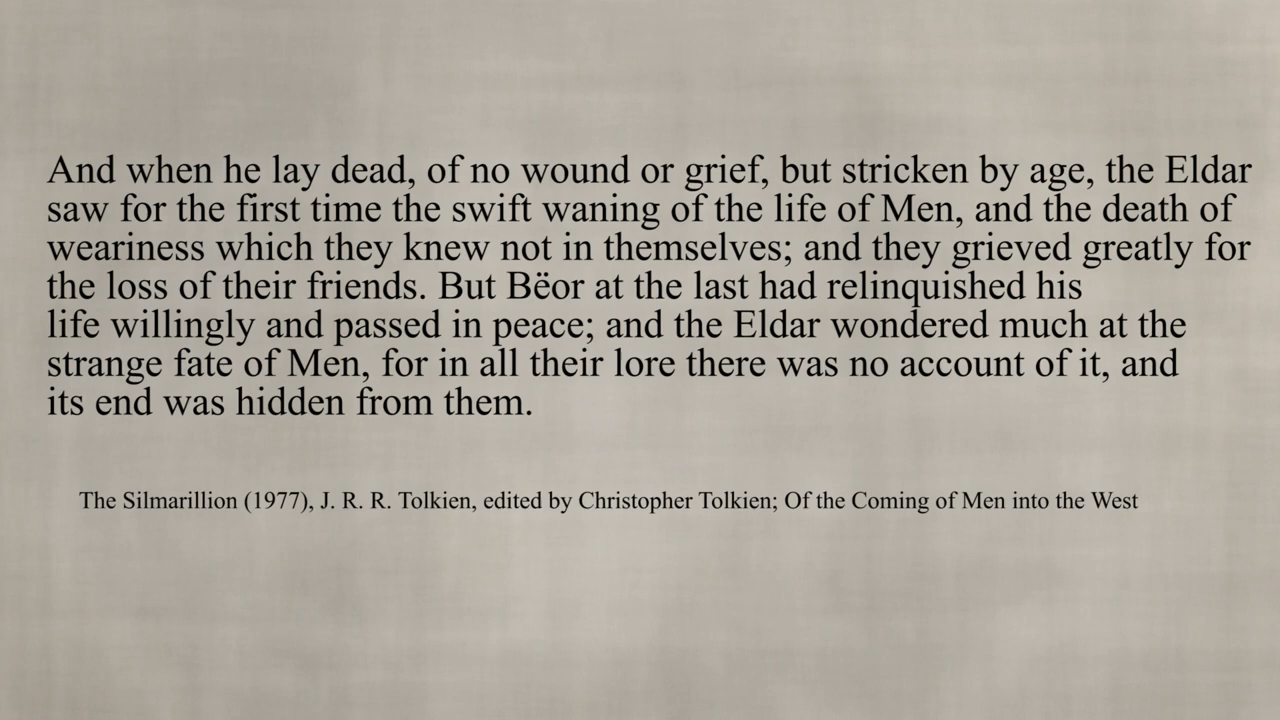 And when he lay dead, of no wound or grief, but stricken by age, the Eldar
saw for the first time the swift waning of the life of Men, and the death of
weariness which they knew not in themselves; and they grieved greatly for
the loss of their friends. But Bëor at the last had relinquished his
life willingly and passed in peace; and the Eldar wondered much at the
strange fate of Men, for in all their lore there was no account of it, and
its end was hidden from them.
The Silmarillion (1977), J. R. R. Tolkien, edited by Christopher Tolkien; Of the Coming of Men into the West